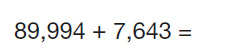 89,994 + 7,643 =